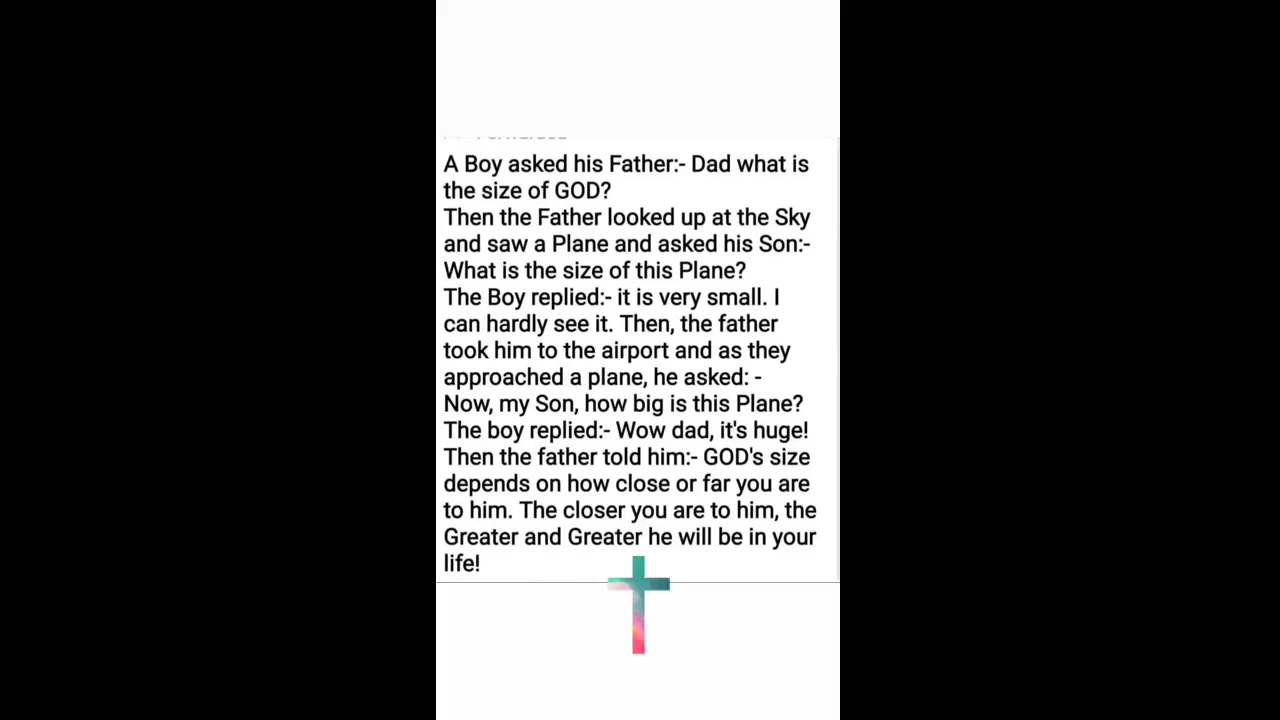 A Boy asked his Father:- Dad what is
the size of GOD?
Then the Father looked up at the Sky
and saw a Plane and asked his Son:-
What is the size of this Plane?
The Boy replied:- it is very small. I
can hardly see it. Then, the father
took him to the airport and as they
approached a plane, he asked: -
Now, my Son, how big is this Plane?
The boy replied:- Wow dad, it's huge!
Then the father told him:- GOD's size
depends on how close or far you are
to him. The closer you are to him, the
Greater and Greater he will be in your
life!